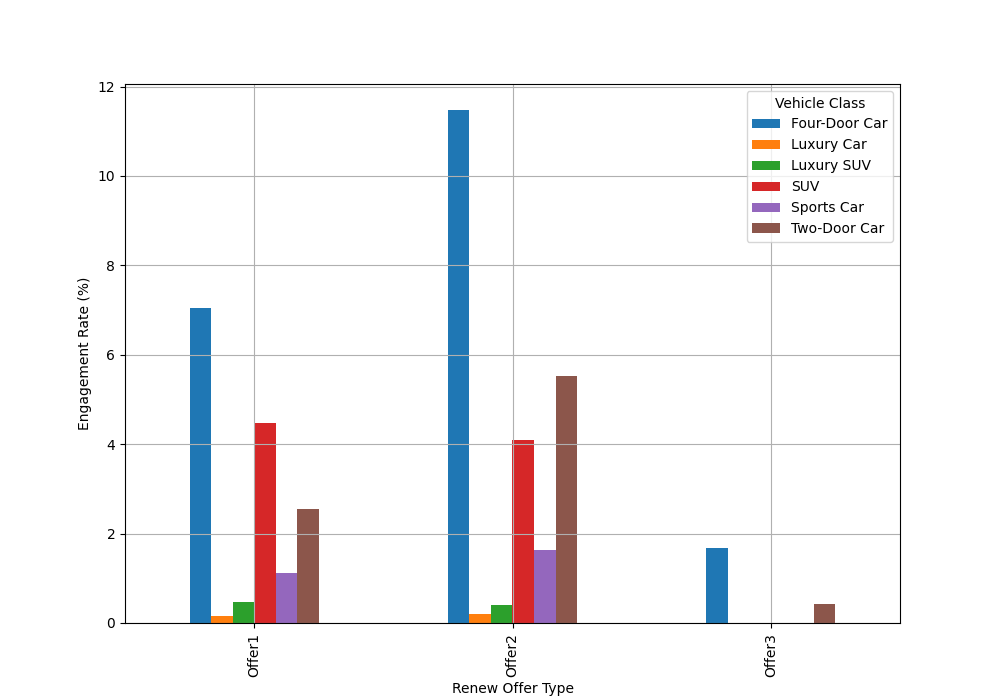 12
10
8
6
4
2
0
Engagement Rate (%)
Vehicle Class
Four-Door Car
Luxury Car
Luxury SUV
SUV
Sports Car
Two-Door Car
Offer1
Offer2
Offer3
Renew Offer Type